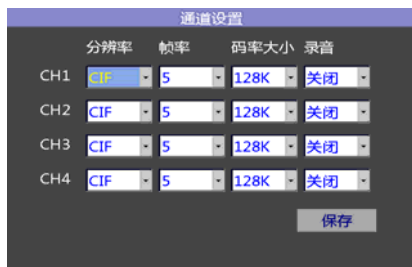 通道设置
分辨率 帧率 码率大小 录音
CH1 CIF 5 128K 关闭
CH2 CIF 5 128K 关闭
CH3 CIF 5 128K 关闭
CH4 CIF 5 128K 关闭
保存